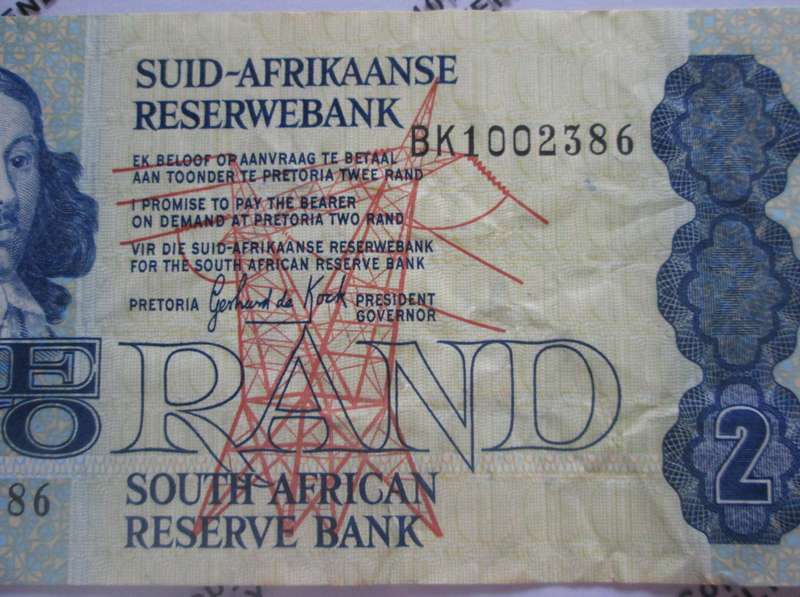 SUID-AFRIKAANSE
RESERWEBANK
BK1002386
EK BELOOF OP AANVRAAG TE BETAAL
AAN TOONDER TE PRETORIA TWEE RAND
I PROMISE TO PAY THE BEARER
ON DEMAND AT PRETORIA TWO RAND
VIR DIE SUID-AFRIKAANSE RESERWEBANK
FOR THE SOUTH AFRICAN RESERVE BANK
PRETORIA Gerhard de Kock PRESIDENT
GOVERNOR
E
O
RAND
2
86
SOUTH AFRICAN
RESERVE BANK